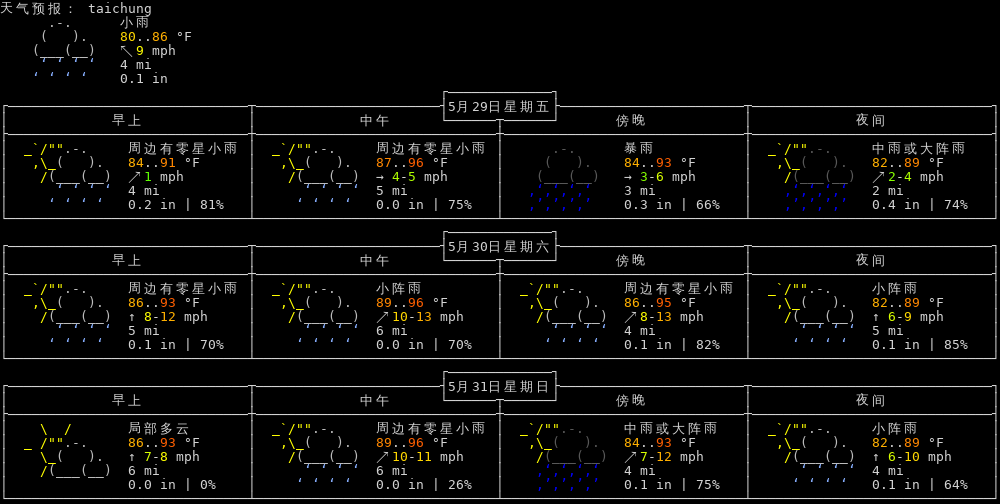 天气预报： taichung
小雨
80..86 °F
↖ 9 mph
4 mi
0.1 in
5月29日星期五
早上 中午 傍晚 夜间
周边有零星小雨 周边有零星小雨 暴雨 中雨或大阵雨
84..91 °F 87..96 °F 84..93 °F 82..89 °F
↗ 1 mph → 4-5 mph → 3-6 mph ↗ 2-4 mph
4 mi 5 mi 3 mi 2 mi
0.2 in | 81% 0.0 in | 75% 0.3 in | 66% 0.4 in | 74%
5月30日星期六
早上 中午 傍晚 夜间
周边有零星小雨 小阵雨 周边有零星小雨 小阵雨
86..93 °F 89..96 °F 86..95 °F 82..89 °F
↑ 8-12 mph ↗ 10-13 mph ↗ 8-13 mph ↑ 6-9 mph
5 mi 6 mi 4 mi 5 mi
0.1 in | 70% 0.0 in | 70% 0.1 in | 82% 0.1 in | 85%
5月31日星期日
早上 中午 傍晚 夜间
局部多云 周边有零星小雨 中雨或大阵雨 小阵雨
86..93 °F 89..96 °F 84..93 °F 82..89 °F
↑ 7-8 mph ↗ 10-11 mph ↗ 7-12 mph ↑ 6-10 mph
6 mi 6 mi 4 mi 4 mi
0.0 in | 0% 0.0 in | 26% 0.1 in | 75% 0.1 in | 64%